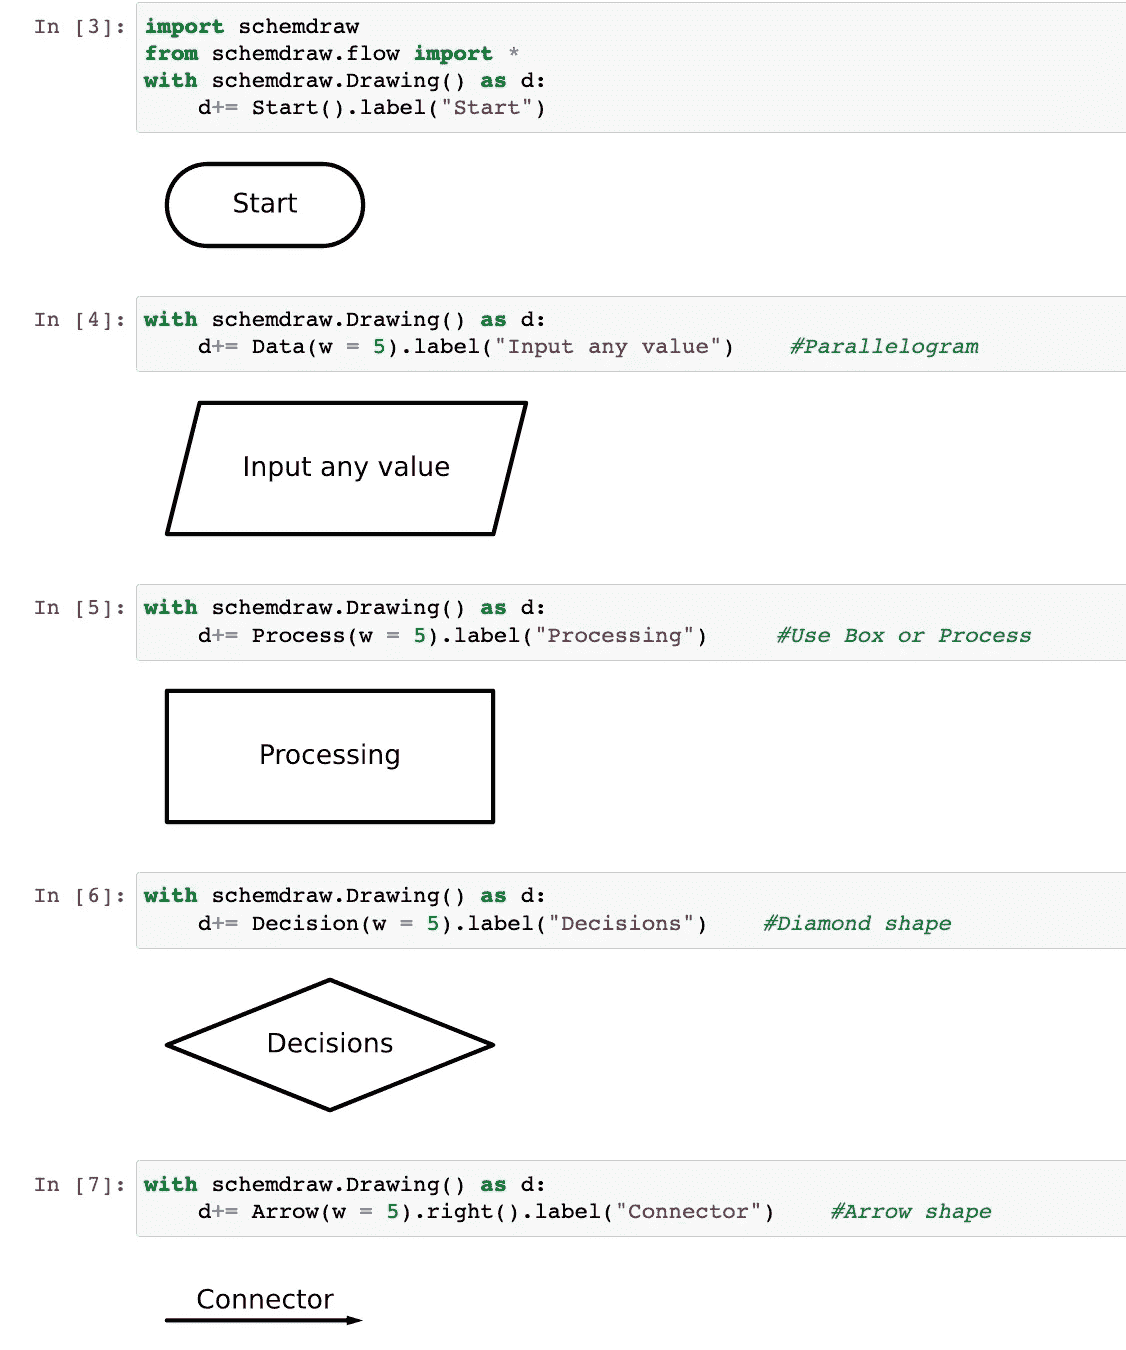 In [3]: import schemdraw
from schemdraw.flow import *
with schemdraw.Drawing() as d:
    d+= Start().label("Start")
Start
In [4]: with schemdraw.Drawing() as d:
    d+= Data(w = 5).label("Input any value")    #Parallelogram
Input any value
In [5]: with schemdraw.Drawing() as d:
    d+= Process(w = 5).label("Processing")     #Use Box or Process
Processing
In [6]: with schemdraw.Drawing() as d:
    d+= Decision(w = 5).label("Decisions")    #Diamond shape
Decisions
In [7]: with schemdraw.Drawing() as d:
    d+= Arrow(w = 5).right().label("Connector")    #Arrow shape
Connector